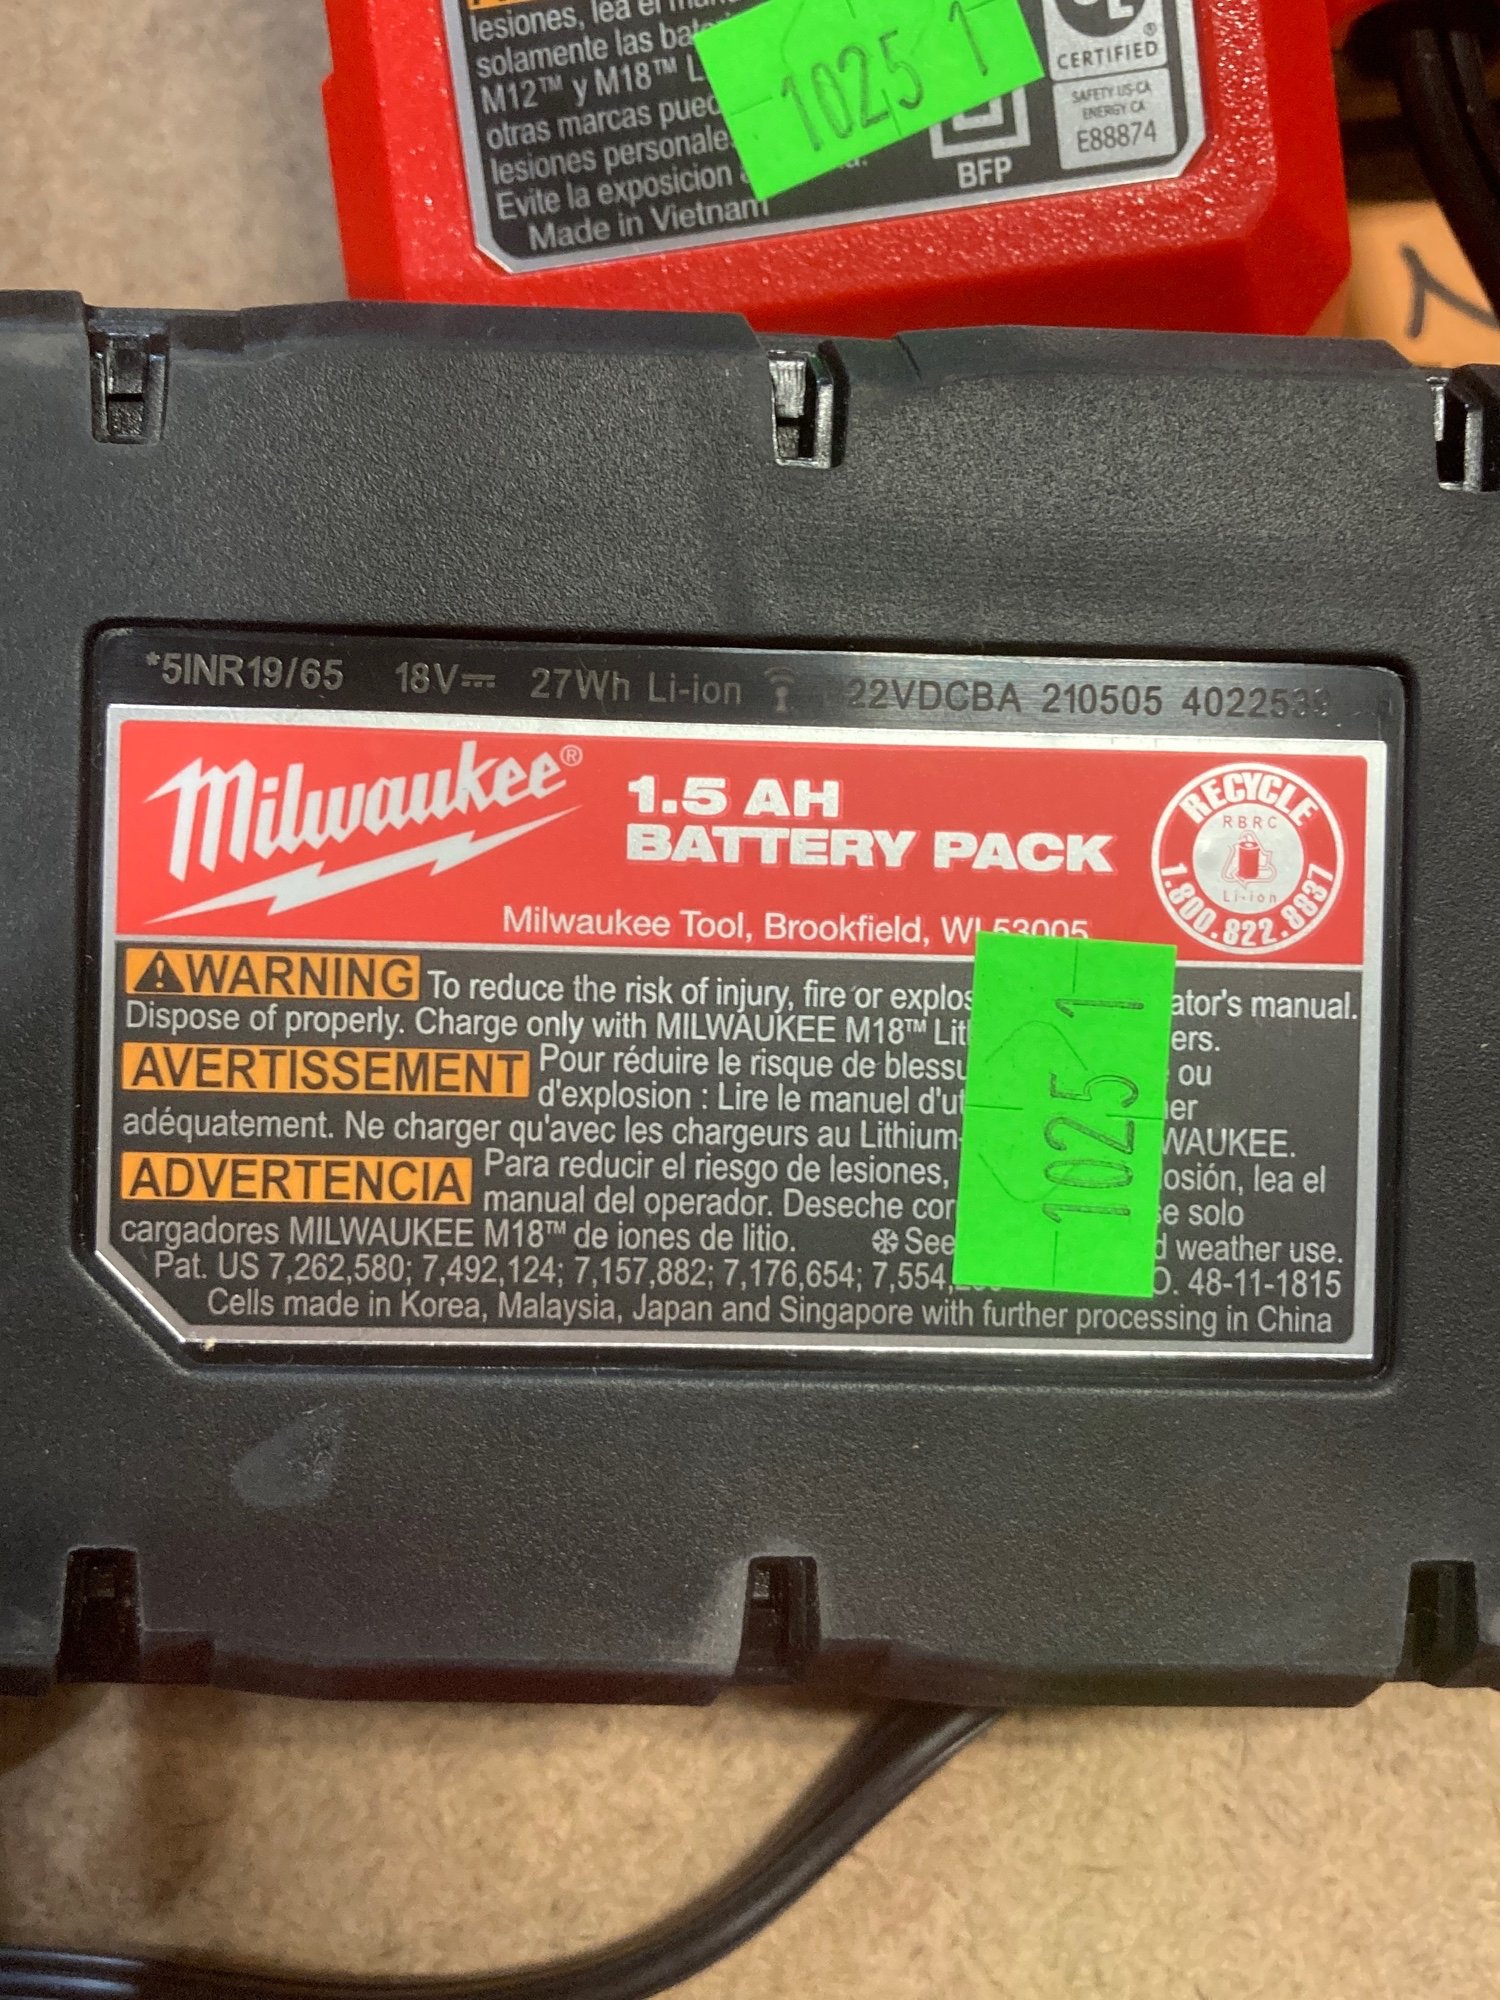 lesiones, lea el
solamente las
M12™ y M18™
otras marcas
lesiones personale
Evite la exposicion
Made in Vietnam
1025 1
BFP
CERTIFIED®
SAFETY US-CA
ENERGY CA
E88874
*5INR19/65 18V 27Wh Li-ion 22VDCBA 210505 4022539
Milwaukee®
1.5 AH
BATTERY PACK
Milwaukee Tool, Brookfield, WI 53005
RECYCLE
RBRC
Li-ion
1.800.822.8837
WARNING To reduce the risk of injury, fire or explos ator's manual.
Dispose of properly. Charge only with MILWAUKEE M18™ Lit ers.
AVERTISSEMENT Pour réduire le risque de blessu ou
d'explosion : Lire le manuel d'ut er
adéquatement. Ne charger qu'avec les chargeurs au Lithium- WAUKEE.
ADVERTENCIA Para reducir el riesgo de lesiones, osión, lea el
manual del operador. Deseche cor se solo
cargadores MILWAUKEE M18™ de iones de litio. See d weather use.
Pat. US 7,262,580; 7,492,124; 7,157,882; 7,176,654; 7,554, O. 48-11-1815
Cells made in Korea, Malaysia, Japan and Singapore with further processing in China
1025 1